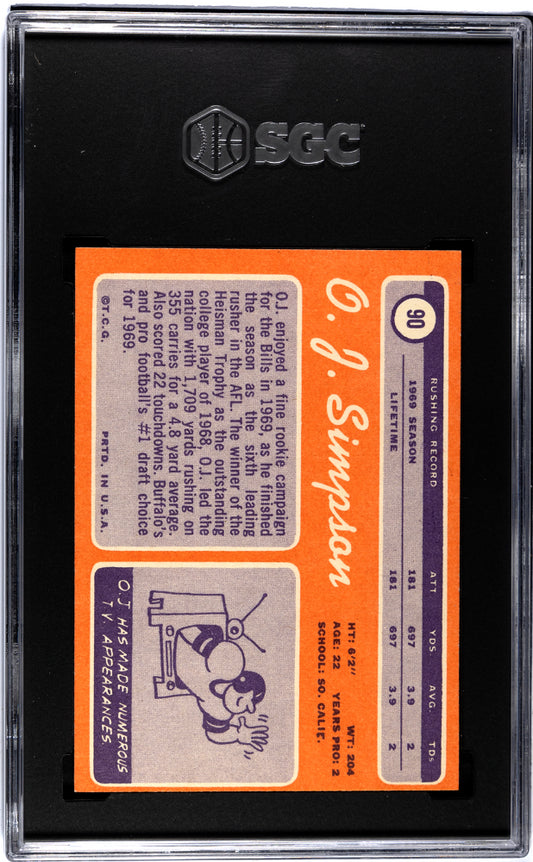 SGC
90
RUSHING RECORD ATT. YDS. AVG. TDs
1969 SEASON 181 697 3.9 2
LIFETIME 181 697 3.9 2
O. J. Simpson
HT: 6'2" WT: 204
AGE: 22 YEARS PRO: 2
SCHOOL: SO. CALIF.
O.J. enjoyed a fine rookie campaign
for the Bills in 1969, as he finished
the season as the sixth leading
rusher in the AFL. The winner of the
Heisman Trophy as the outstanding
college player of 1968, O.J. led the
nation with 1,709 yards rushing on
355 carries for a 4.8 yard average.
Also scored 22 touchdowns. Buffalo's
and pro football's #1 draft choice
for 1969.
©T.C.G. PRTD. IN U.S.A.
O.J HAS MADE NUMEROUS
T.V. APPEARANCES